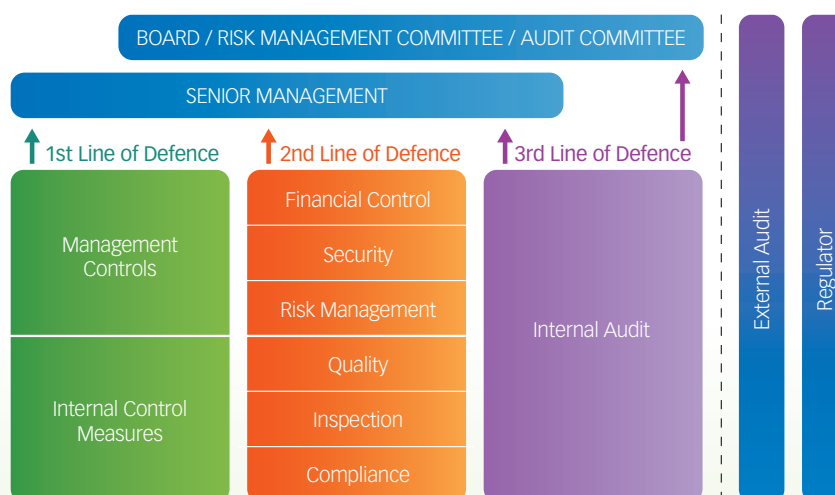 BOARD / RISK MANAGEMENT COMMITTEE / AUDIT COMMITTEE
SENIOR MANAGEMENT
1st Line of Defence
Management
Controls
Internal Control
Measures
2nd Line of Defence
Financial Control
Security
Risk Management
Quality
Inspection
Compliance
3rd Line of Defence
Internal Audit
External Audit
Regulator